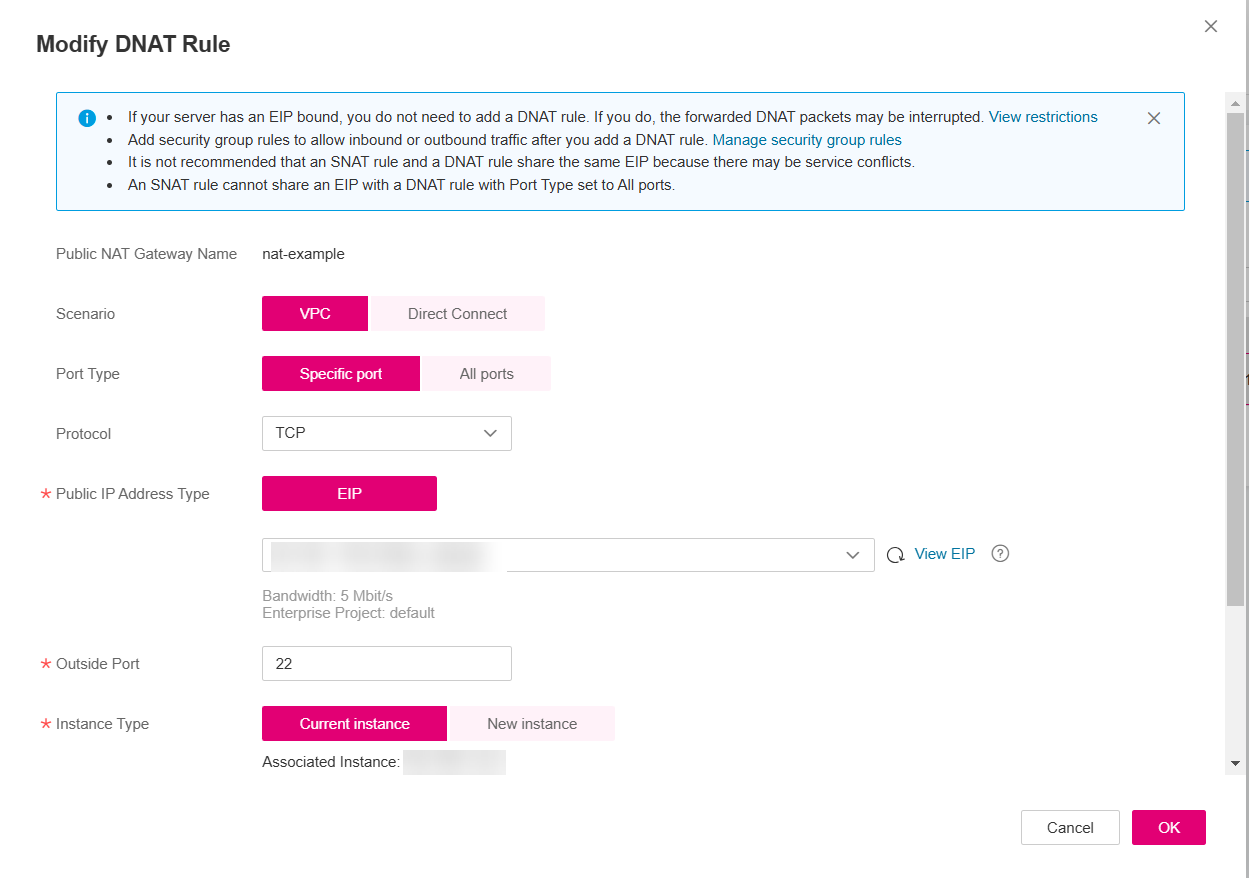 Modify DNAT Rule
If your server has an EIP bound, you do not need to add a DNAT rule. If you do, the forwarded DNAT packets may be interrupted. View restrictions
Add security group rules to allow inbound or outbound traffic after you add a DNAT rule. Manage security group rules
It is not recommended that an SNAT rule and a DNAT rule share the same EIP because there may be service conflicts.
An SNAT rule cannot share an EIP with a DNAT rule with Port Type set to All ports.
Public NAT Gateway Name nat-example
Scenario VPC Direct Connect
Port Type Specific port All ports
Protocol TCP
* Public IP Address Type EIP
View EIP ?
Bandwidth: 5 Mbit/s
Enterprise Project: default
* Outside Port 22
* Instance Type Current instance New instance
Associated Instance:
Cancel OK